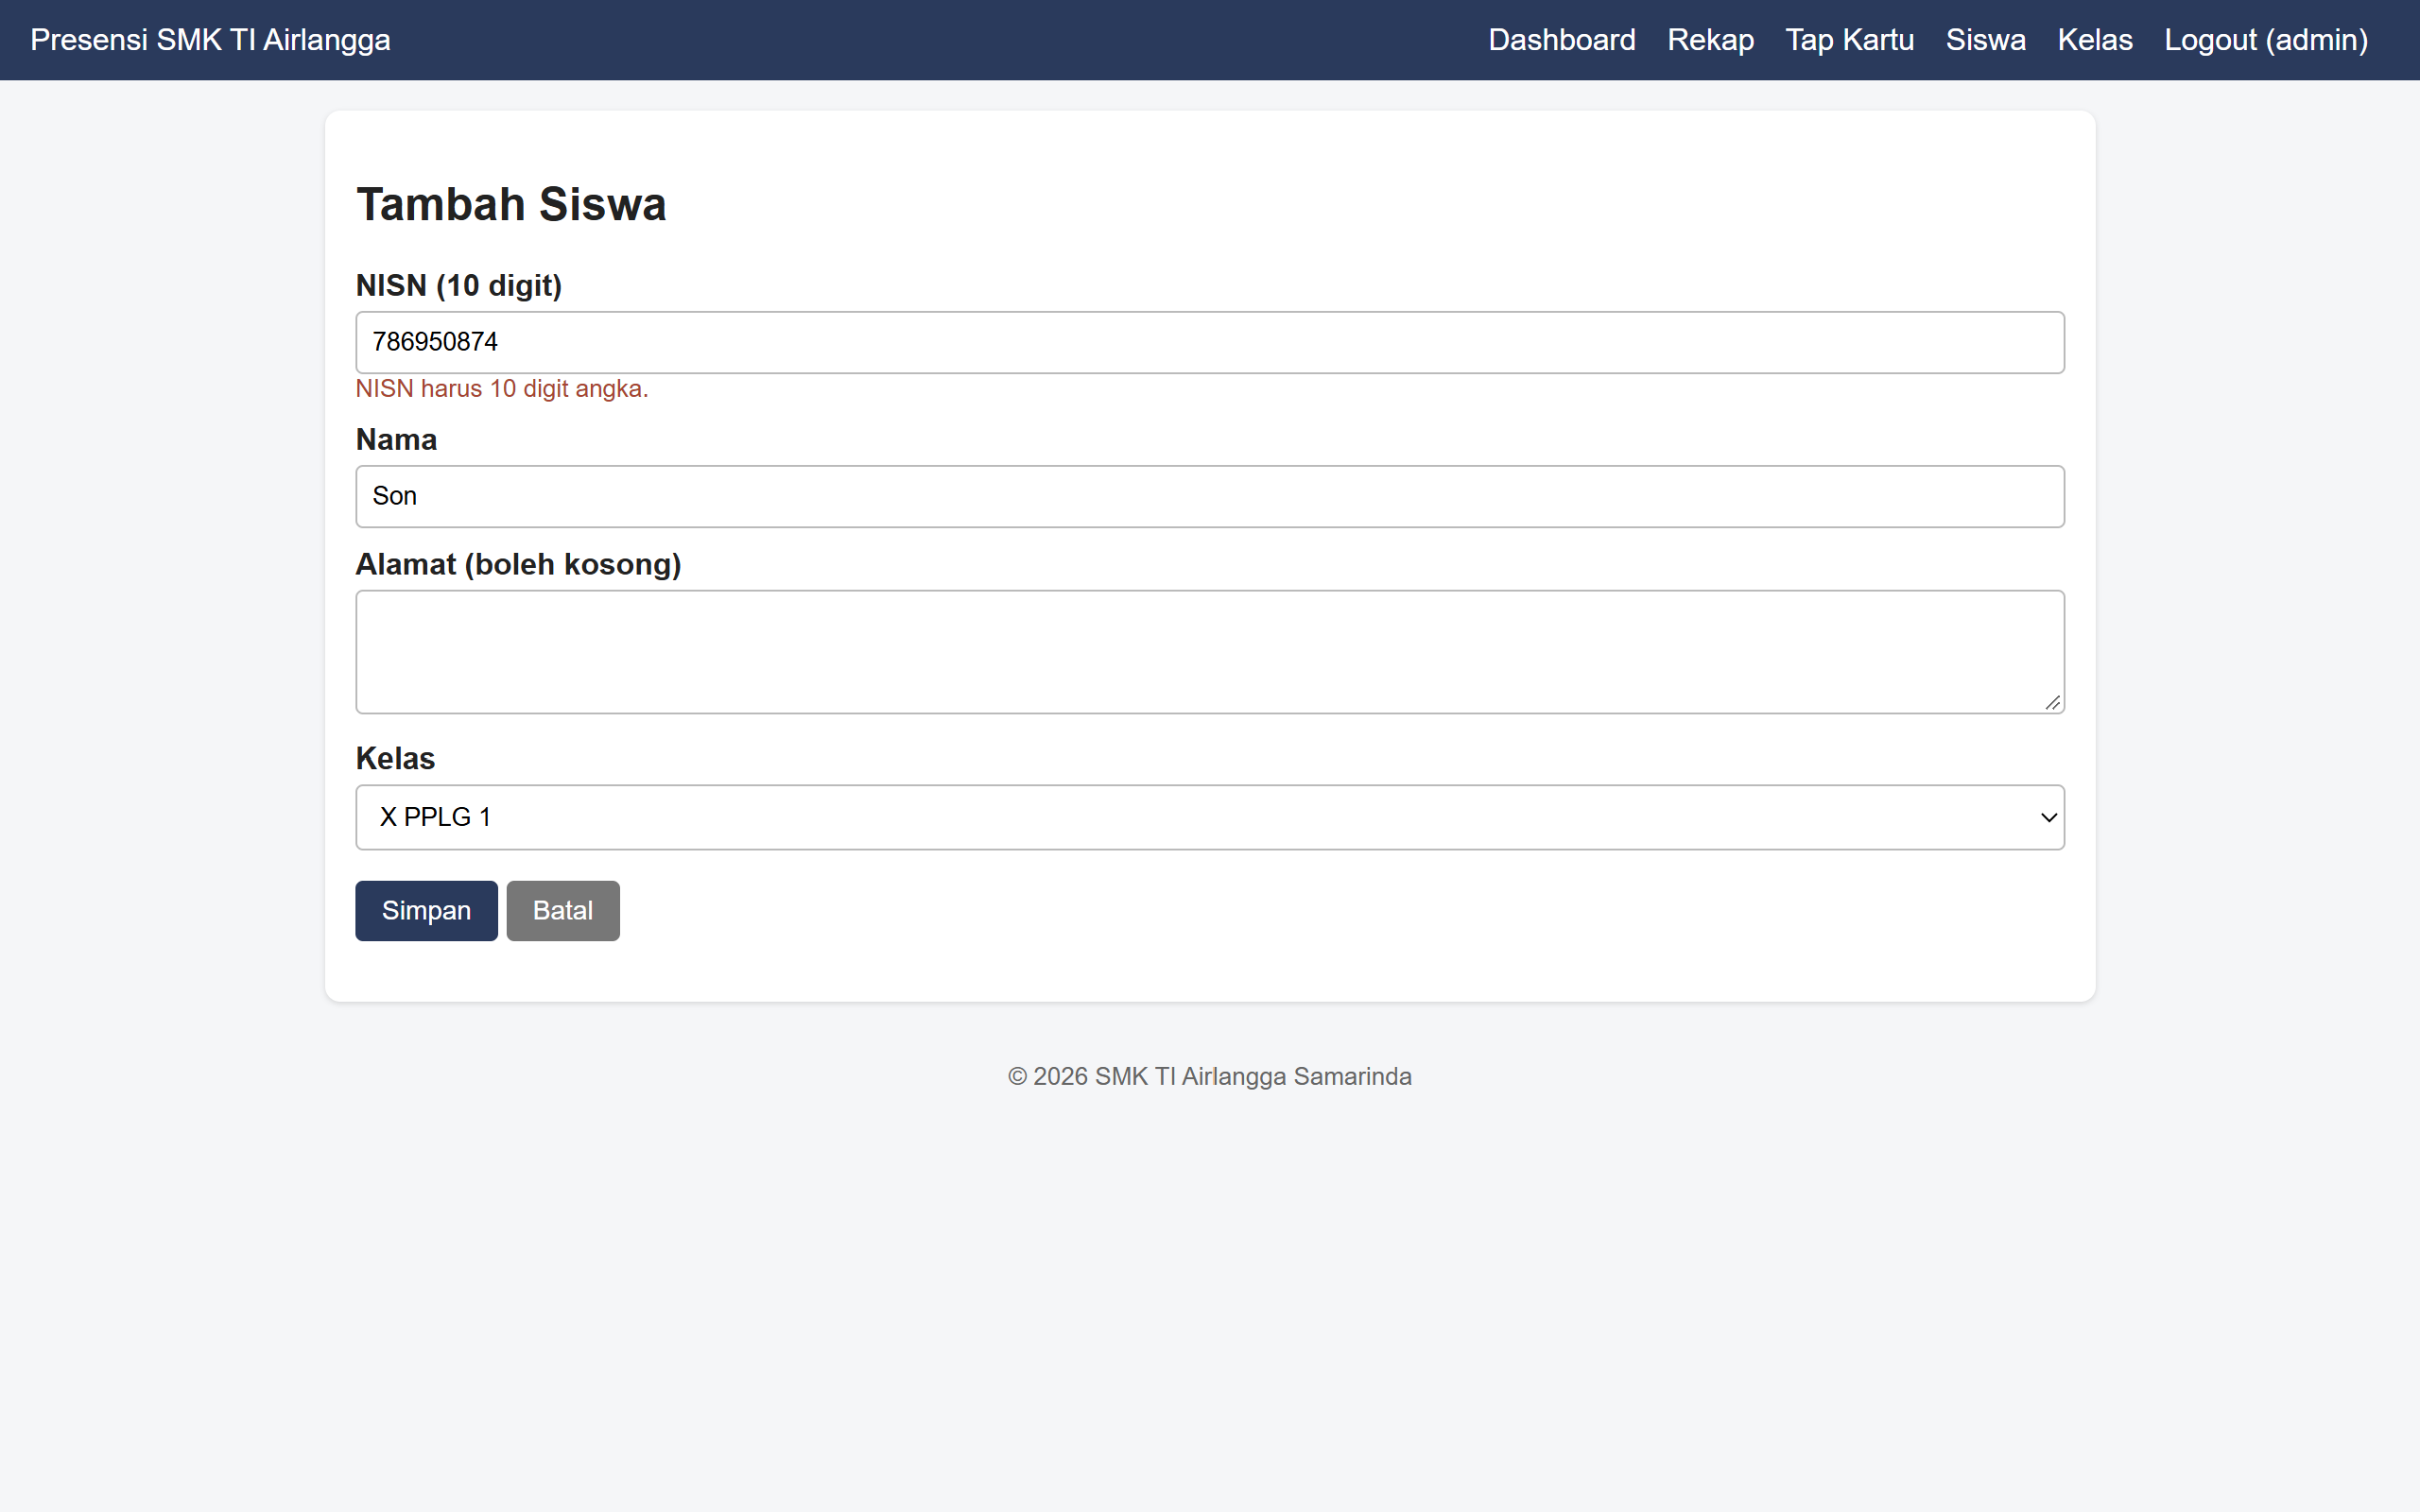 Presensi SMK TI Airlangga
Dashboard Rekap Tap Kartu Siswa Kelas Logout (admin)
Tambah Siswa
NISN (10 digit)
786950874
NISN harus 10 digit angka.
Nama
Son
Alamat (boleh kosong)
Kelas
X PPLG 1
Simpan Batal
© 2026 SMK TI Airlangga Samarinda